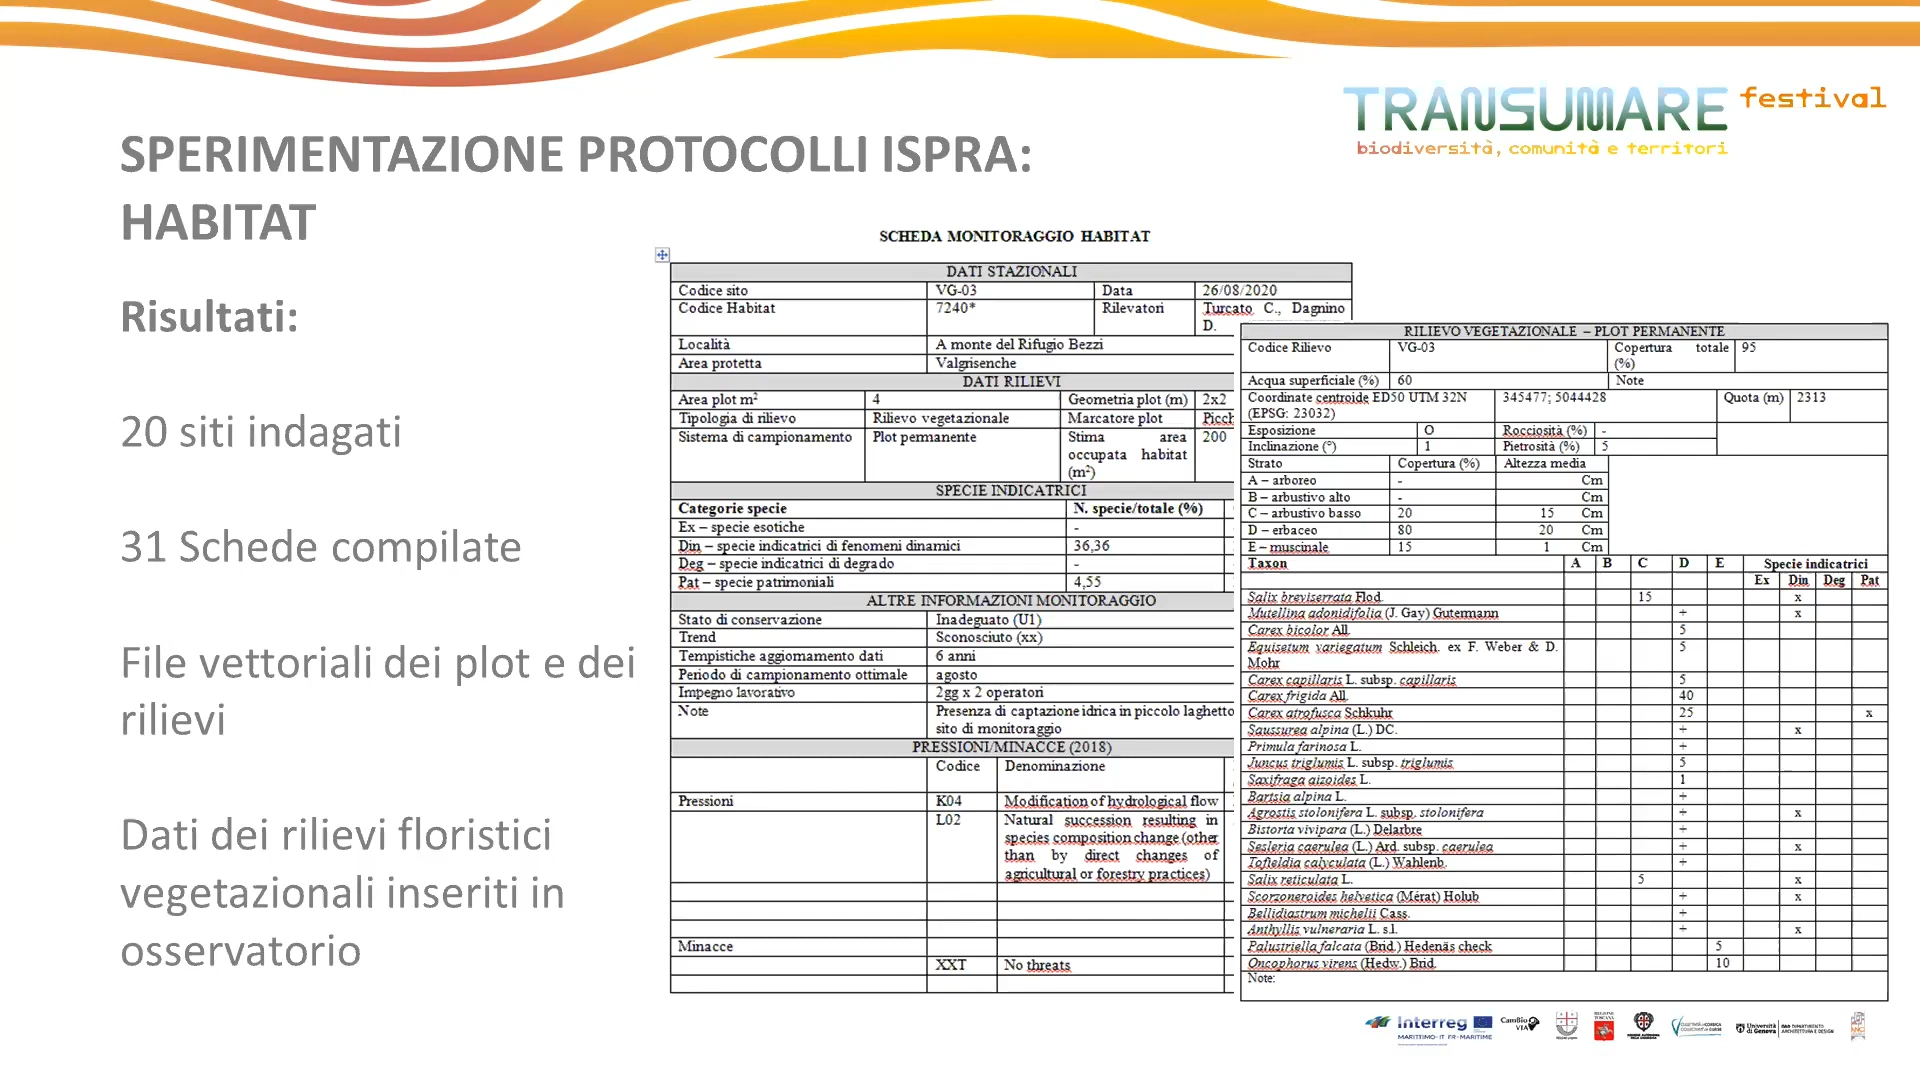 TRANSUMARE festival
biodiversità, comunità e territori
SPERIMENTAZIONE PROTOCOLLI ISPRA:
HABITAT
Risultati:
20 siti indagati
31 Schede compilate
File vettoriali dei plot e dei
rilievi
Dati dei rilievi floristici
vegetazionali inseriti in
osservatorio
SCHEDA MONITORAGGIO HABITAT
DATI STAZIONALI
Codice sito VG-03 Data 26/08/2020
Codice Habitat 7240* Rilevatori Turcato C., Dagnino
D.
Località A monte del Rifugio Bezzi
Area protetta Valgrisenche
DATI RILIEVI
Area plot m² 4 Geometria plot (m) 2x2
Tipologia di rilievo Rilievo vegetazionale Marcatore plot Picch
Sistema di campionamento Plot permanente Stima area 200
occupata habitat
(m²)
SPECIE INDICATRICI
Categorie specie N. specie/totale (%)
Ex – specie esotiche -
Din – specie indicatrici di fenomeni dinamici 36,36
Deg – specie indicatrici di degrado -
Pat – specie patrimoniali 4,55
ALTRE INFORMAZIONI MONITORAGGIO
Stato di conservazione Inadeguato (U1)
Trend Sconosciuto (xx)
Tempistiche aggiornamento dati 6 anni
Periodo di campionamento ottimale agosto
Impegno lavorativo 2gg x 2 operatori
Note Presenza di captazione idrica in piccolo laghetto
sito di monitoraggio
PRESSIONI/MINACCE (2018)
Codice Denominazione
Pressioni K04 Modification of hydrological flow
L02 Natural succession resulting in
species composition change (other
than by direct changes of
agricultural or forestry practices)
Minacce
XXT No threats
RILIEVO VEGETAZIONALE – PLOT PERMANENTE
Codice Rilievo VG-03 Copertura totale 95
(%)
Acqua superficiale (%) 60 Note
Coordinate centroide ED50 UTM 32N 345477; 5044428 Quota (m) 2313
(EPSG: 23032)
Esposizione O Rocciosità (%) -
Inclinazione (°) 1 Pietrosità (%) 5
Strato Copertura (%) Altezza media
A – arboreo - Cm
B – arbustivo alto - Cm
C – arbustivo basso 20 15 Cm
D – erbaceo 80 20 Cm
E – muscinale 15 1 Cm
Taxon A B C D E Specie indicatrici
Ex Din Deg Pat
Salix breviserrata Flod. 15 x
Mutellina adonidifolia (J. Gay) Gutermann + x
Carex bicolor All. 5
Equisetum variegatum Schleich. ex F. Weber & D. 5
Mohr
Carex capillaris L. subsp. capillaris 5
Carex frigida All. 40
Carex atrofusca Schkuhr 25 x
Saussurea alpina (L.) DC. + x
Primula farinosa L. +
Juncus triglumis L. subsp. triglumis 5
Saxifraga aizoides L. 1
Bartsia alpina L. +
Agrostis stolonifera L. subsp. stolonifera + x
Bistorta vivipara (L.) Delarbre +
Sesleria caerulea (L.) Ard. subsp. caerulea + x
Tofieldia calyculata (L.) Wahlenb. +
Salix reticulata L. 5 x
Scorzoneroides helvetica (Mérat) Holub + x
Bellidiastrum michelii Cass. +
Anthyllis vulneraria L. s.l. + x
Palustriella falcata (Brid.) Hedenäs check 5
Oncophorus virens (Hedw.) Brid. 10
Note:
Interreg
MARITTIMO-IT FR-MARITIME
CamBioVIA
REGIONE TOSCANA
Università di Genova